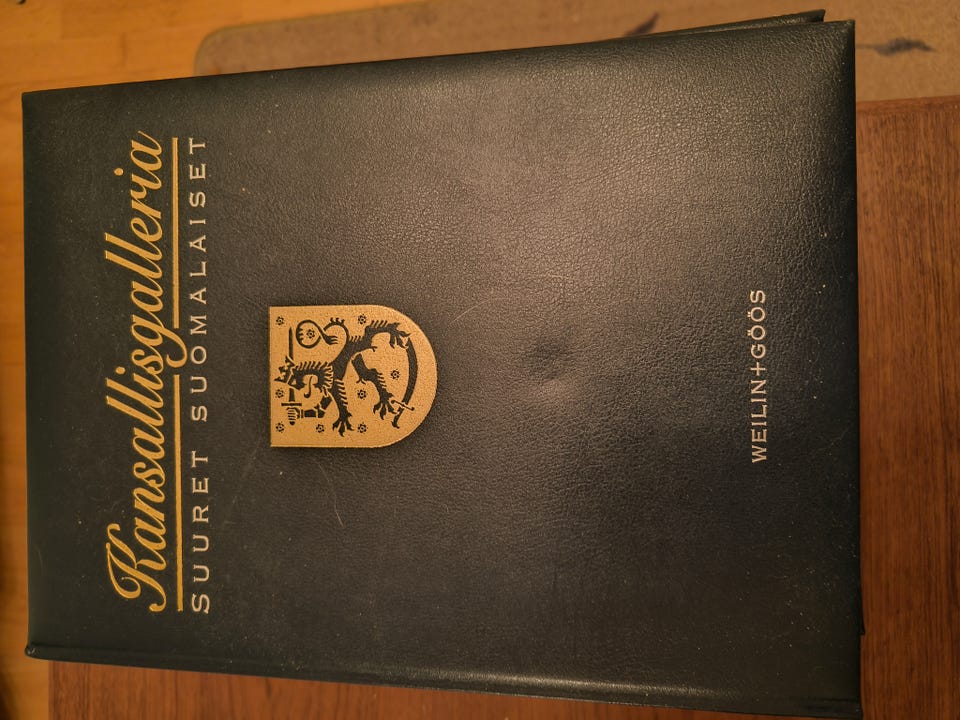 Kansallisgalleria
SUURET SUOMALAISET
WEILIN+GÖÖS